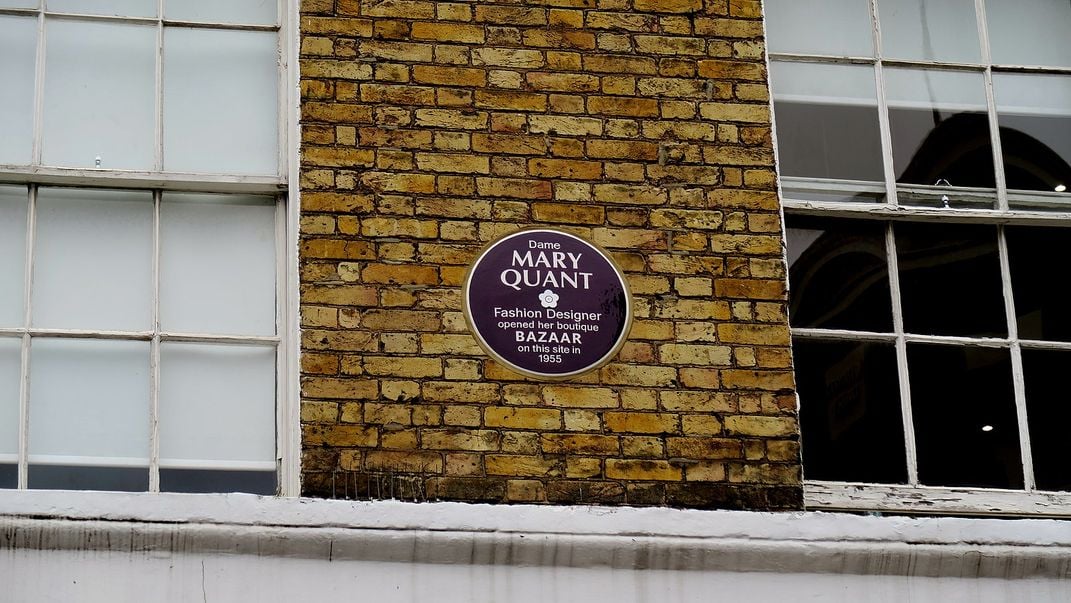 Dame
MARY
QUANT
Fashion Designer
opened her boutique
BAZAAR
on this site in
1955